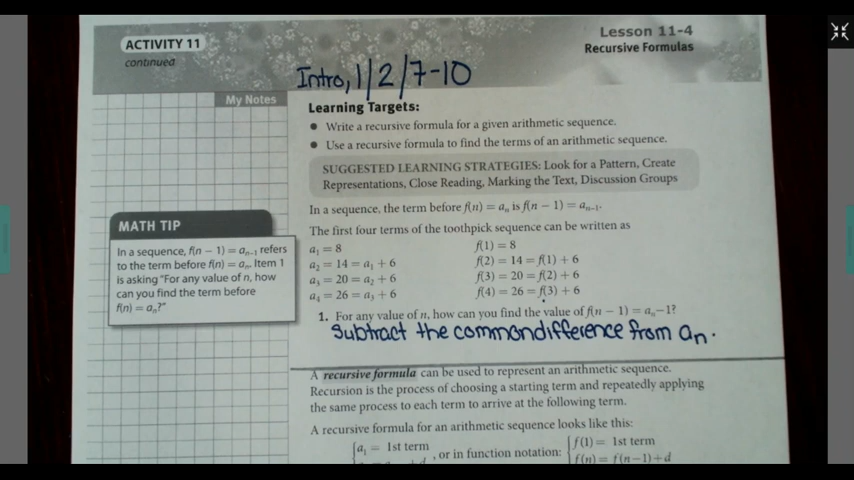 ACTIVITY 11
continued
Lesson 11-4
Recursive Formulas
Intro, 1/2/7-10
My Notes
Learning Targets:
• Write a recursive formula for a given arithmetic sequence.
• Use a recursive formula to find the terms of an arithmetic sequence.
SUGGESTED LEARNING STRATEGIES: Look for a Pattern, Create
Representations, Close Reading, Marking the Text, Discussion Groups
In a sequence, the term before f(n) = aₙ is f(n − 1) = aₙ₋₁.
The first four terms of the toothpick sequence can be written as
a₁ = 8 f(1) = 8
a₂ = 14 = a₁ + 6 f(2) = 14 = f(1) + 6
a₃ = 20 = a₂ + 6 f(3) = 20 = f(2) + 6
a₄ = 26 = a₃ + 6 f(4) = 26 = f(3) + 6
MATH TIP
In a sequence, f(n − 1) = aₙ₋₁ refers
to the term before f(n) = aₙ. Item 1
is asking "For any value of n, how
can you find the term before
f(n) = aₙ?"
1. For any value of n, how can you find the value of f(n − 1) = aₙ−1?
Subtract the common difference from an.
A recursive formula can be used to represent an arithmetic sequence.
Recursion is the process of choosing a starting term and repeatedly applying
the same process to each term to arrive at the following term.
A recursive formula for an arithmetic sequence looks like this:
a₁ = 1st term , or in function notation: f(1) = 1st term
f(n) = f(n−1)+d